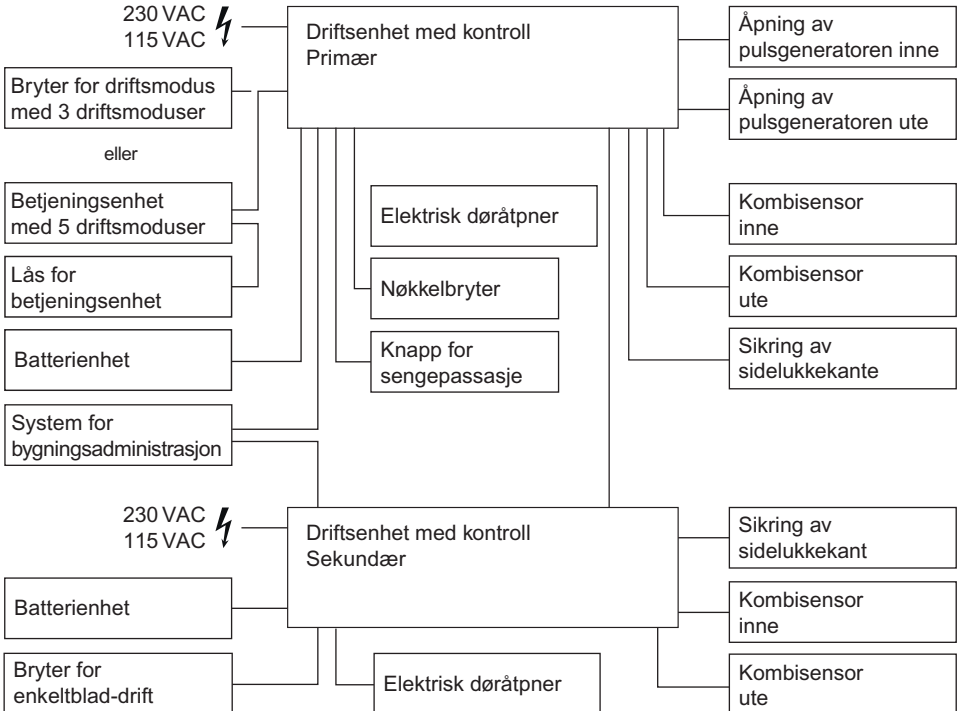 230 VAC
115 VAC
Driftsenhet med kontroll
Primær
Åpning av
pulsgeneratoren inne
Bryter for driftsmodus
med 3 driftsmoduser
Åpning av
pulsgeneratoren ute
eller
Betjeningsenhet
med 5 driftsmoduser
Elektrisk døråtpner
Kombisensor
inne
Lås for
betjeningsenhet
Nøkkelbryter
Kombisensor
ute
Batterienhet
Knapp for
sengepassasje
Sikring av
sidelukkekante
System for
bygningsadministrasjon
230 VAC
115 VAC
Driftsenhet med kontroll
Sekundær
Sikring av
sidelukkekant
Batterienhet
Kombisensor
inne
Bryter for
enkeltblad-drift
Elektrisk døråtpner
Kombisensor
ute